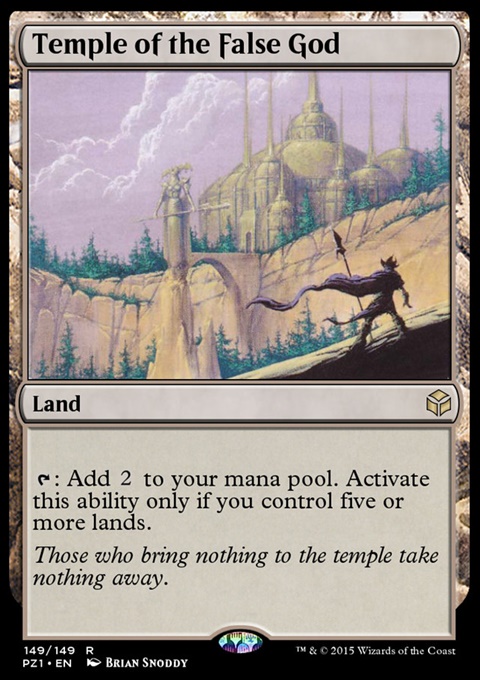 Temple of the False God
Land
: Add 2 to your mana pool. Activate
this ability only if you control five or
more lands.
Those who bring nothing to the temple take
nothing away.
149/149 R
PZ1 • EN Brian Snoddy
™ & © 2015 Wizards of the Coast